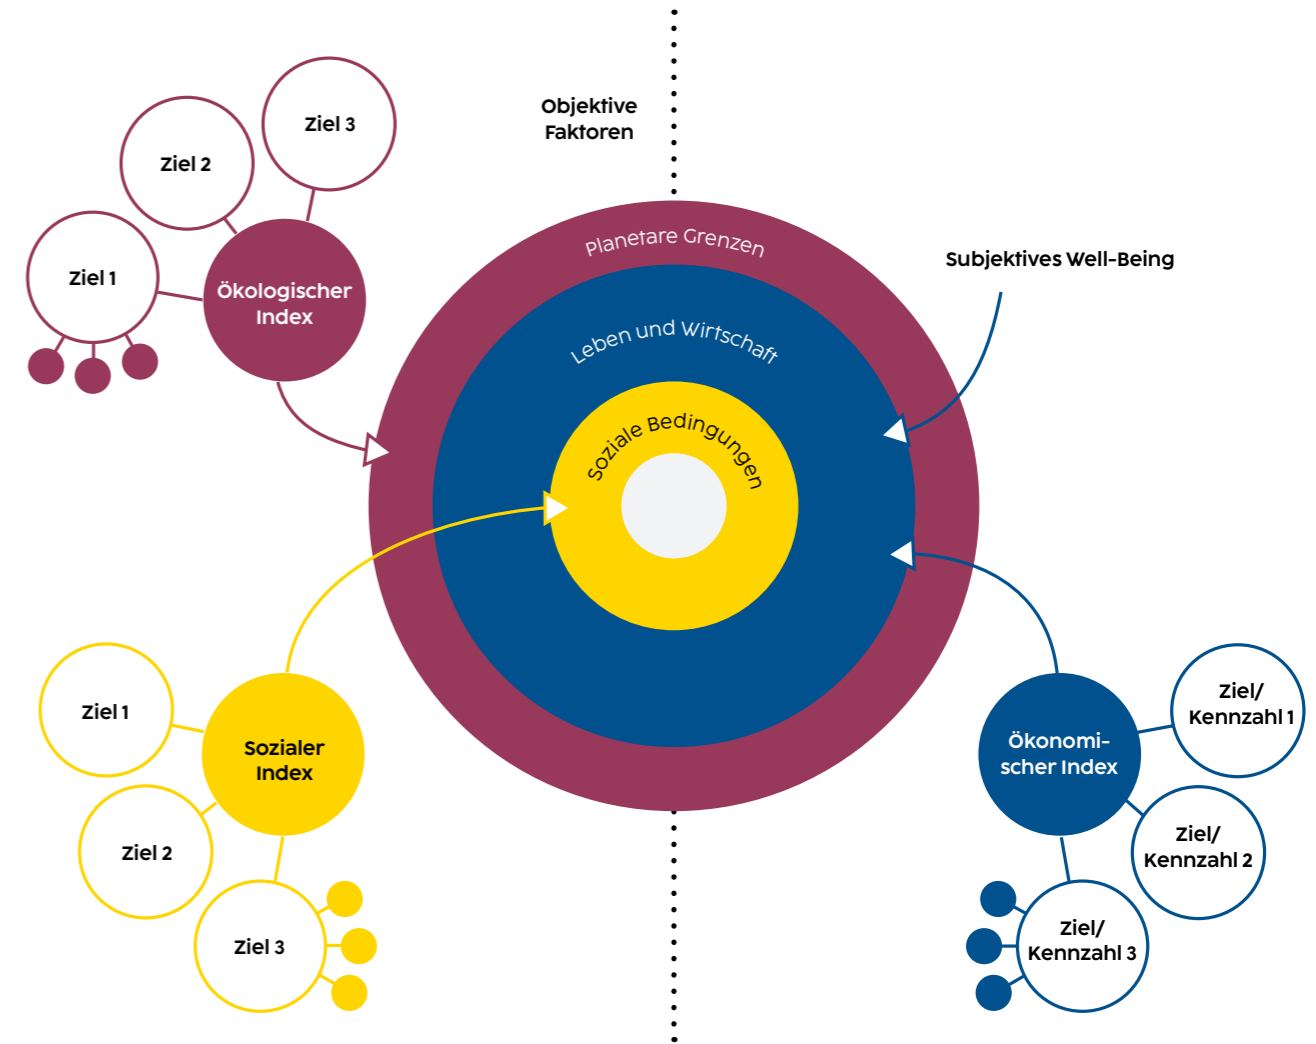 Objektive
Faktoren
Ziel 3
Ziel 2
Ziel 1
Ökologischer
Index
Planetare Grenzen
Subjektives Well-Being
Leben und Wirtschaft
Soziale Bedingungen
Ziel 1
Sozialer
Index
Ziel 2
Ziel 3
Ökonomi-
scher Index
Ziel/
Kennzahl 1
Ziel/
Kennzahl 2
Ziel/
Kennzahl 3